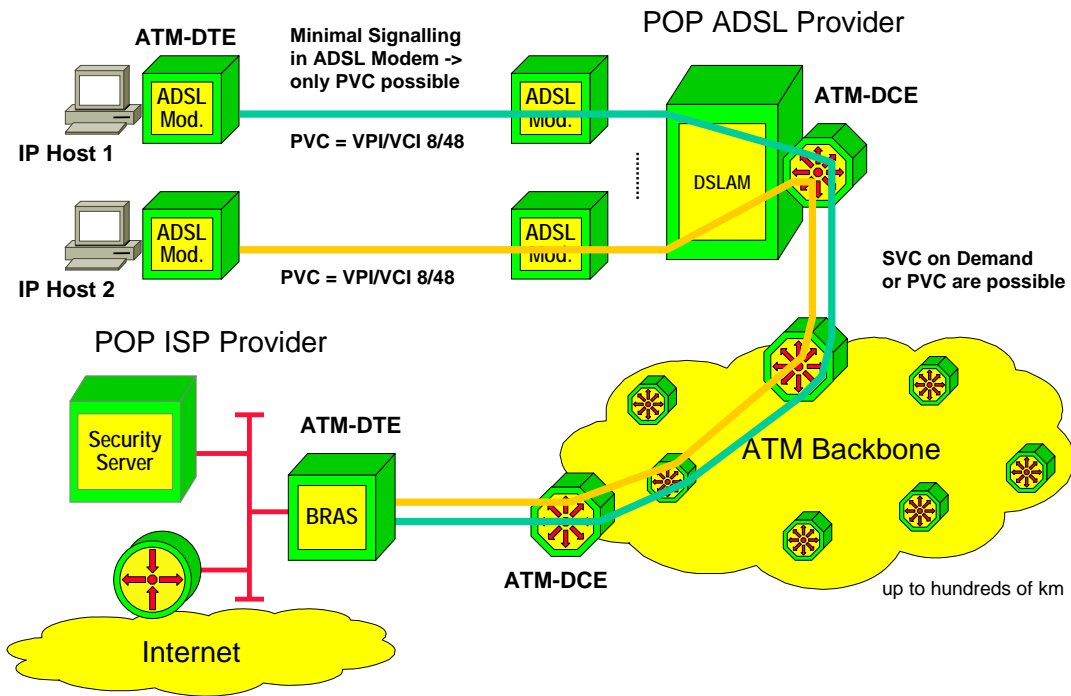 POP ADSL Provider
ATM-DTE
Minimal Signalling
in ADSL Modem ->
only PVC possible
ATM-DCE
ADSL
Mod.
ADSL
Mod.
PVC = VPI/VCI 8/48
IP Host 1
DSLAM
ADSL
Mod.
ADSL
Mod.
PVC = VPI/VCI 8/48
IP Host 2
SVC on Demand
or PVC are possible
POP ISP Provider
ATM-DTE
Security
Server
ATM Backbone
BRAS
ATM-DCE
up to hundreds of km
Internet